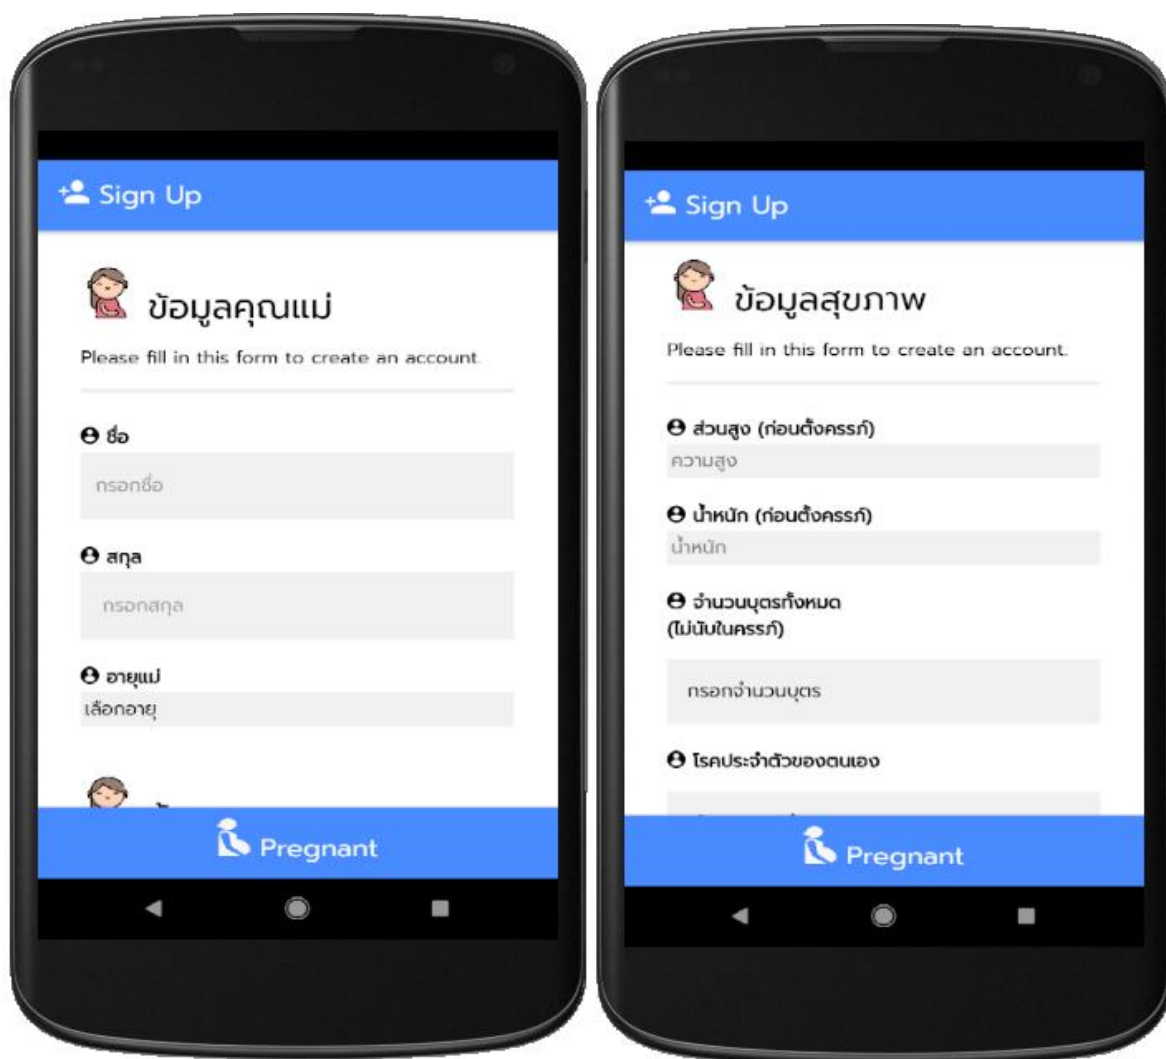 Sign Up
ข้อมูลคุณแม่
Please fill in this form to create an account.
ชื่อ
กรอกชื่อ
สกุล
กรอกสกุล
อายุแม่
เลือกอายุ
Pregnant
Sign Up
ข้อมูลสุขภาพ
Please fill in this form to create an account.
ส่วนสูง (ก่อนตั้งครรภ์)
ความสูง
น้ำหนัก (ก่อนตั้งครรภ์)
น้ำหนัก
จำนวนบุตรทั้งหมด
(ไม่นับในครรภ์)
กรอกจำนวนบุตร
โรคประจำตัวของตนเอง
Pregnant